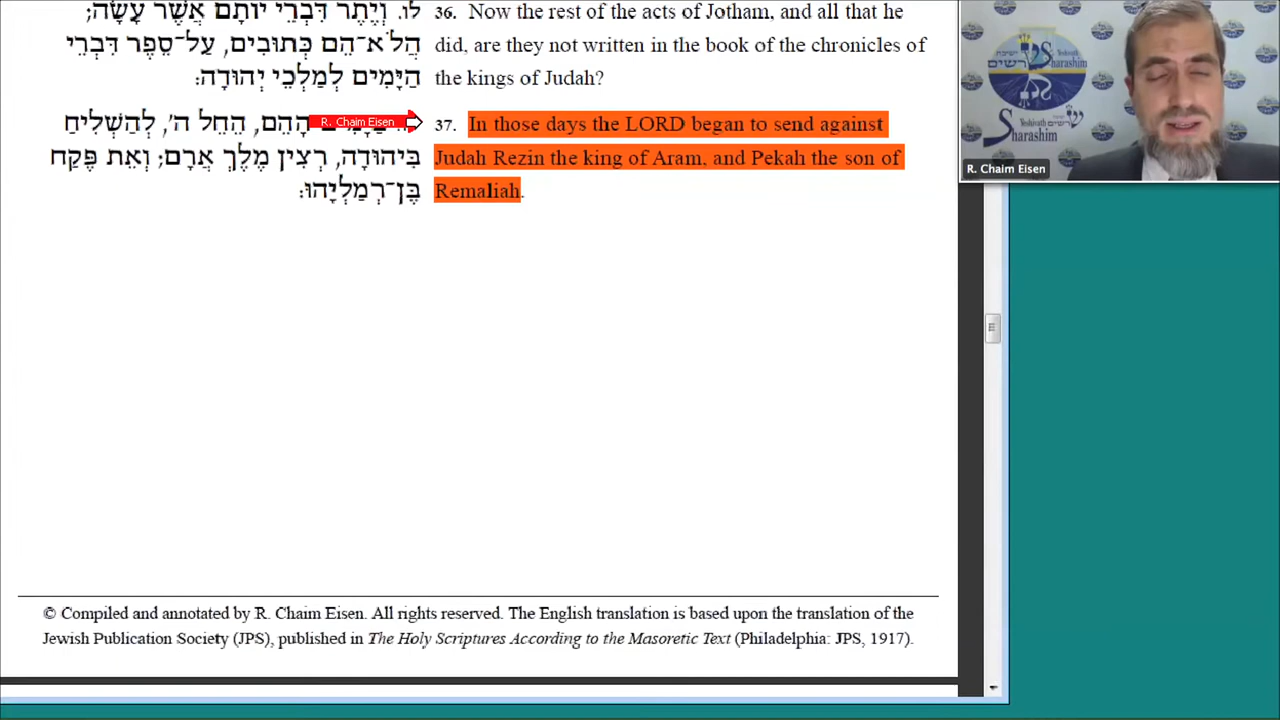 לוֹ. וְיֶתֶר דִּבְרֵי יוֹתָם אֲשֶׁר עָשָׂה;
הֲלֹא־הֵם כְּתוּבִים, עַל־סֵפֶר דִּבְרֵי
הַיָּמִים לְמַלְכֵי יְהוּדָה:
36. Now the rest of the acts of Jotham, and all that he
did, are they not written in the book of the chronicles of
the kings of Judah?
הָהֵם, הֵחֵל ה', לְהַשְׁלִיחַ
בִּיהוּדָה, רְצִין מֶלֶךְ אֲרָם; וְאֵת פֶּקַח
בֶּן־רְמַלְיָהוּ:
R. Chaim Eisen
37. In those days the LORD began to send against
Judah Rezin the king of Aram, and Pekah the son of
Remaliah.
© Compiled and annotated by R. Chaim Eisen. All rights reserved. The English translation is based upon the translation of the
Jewish Publication Society (JPS), published in The Holy Scriptures According to the Masoretic Text (Philadelphia: JPS, 1917).
ישיבת
שרשים
Yeshivath
Sharashim
R. Chaim Eisen